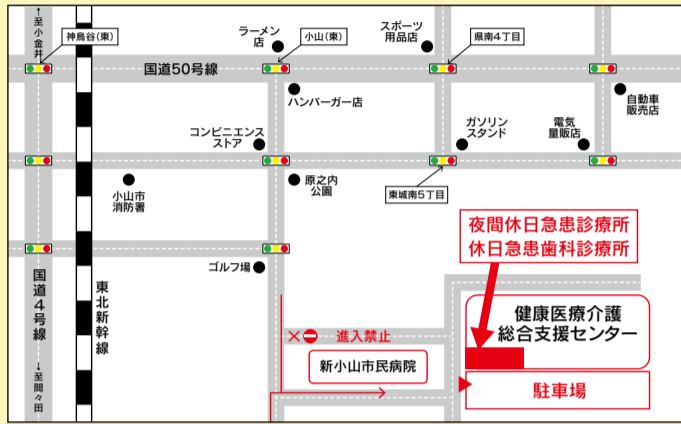 ↑至小金井
神鳥谷(東)
ラーメン
店
小山(東)
スポーツ
用品店
県南4丁目
国道50号線
ハンバーガー店
自動車
販売店
コンビニエンス
ストア
ガソリン
スタンド
電気
量販店
小山市
消防署
原之内
公園
東城南5丁目
夜間休日急患診療所
休日急患歯科診療所
ゴルフ場
国道4号線
東北新幹線
健康医療介護
総合支援センター
進入禁止
新小山市民病院
↓至間々田
駐車場